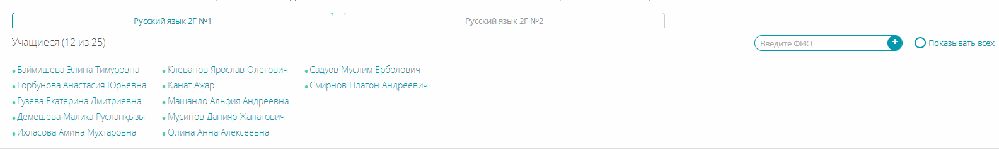 Русский язык 2Г №1
Русский язык 2Г №2
Учащиеся (12 из 25)
Введите ФИО
+
Показывать всех
Баймишева Элина Тимуровна
Горбунова Анастасия Юрьевна
Гузева Екатерина Дмитриевна
Демешева Малика Русланқызы
Ихласова Амина Мухтаровна
Клеванов Ярослав Олегович
Қанат Ажар
Машанло Альфия Андреевна
Мусинов Данияр Жанатович
Олина Анна Алексеевна
Садуов Муслим Ерболович
Смирнов Платон Андреевич